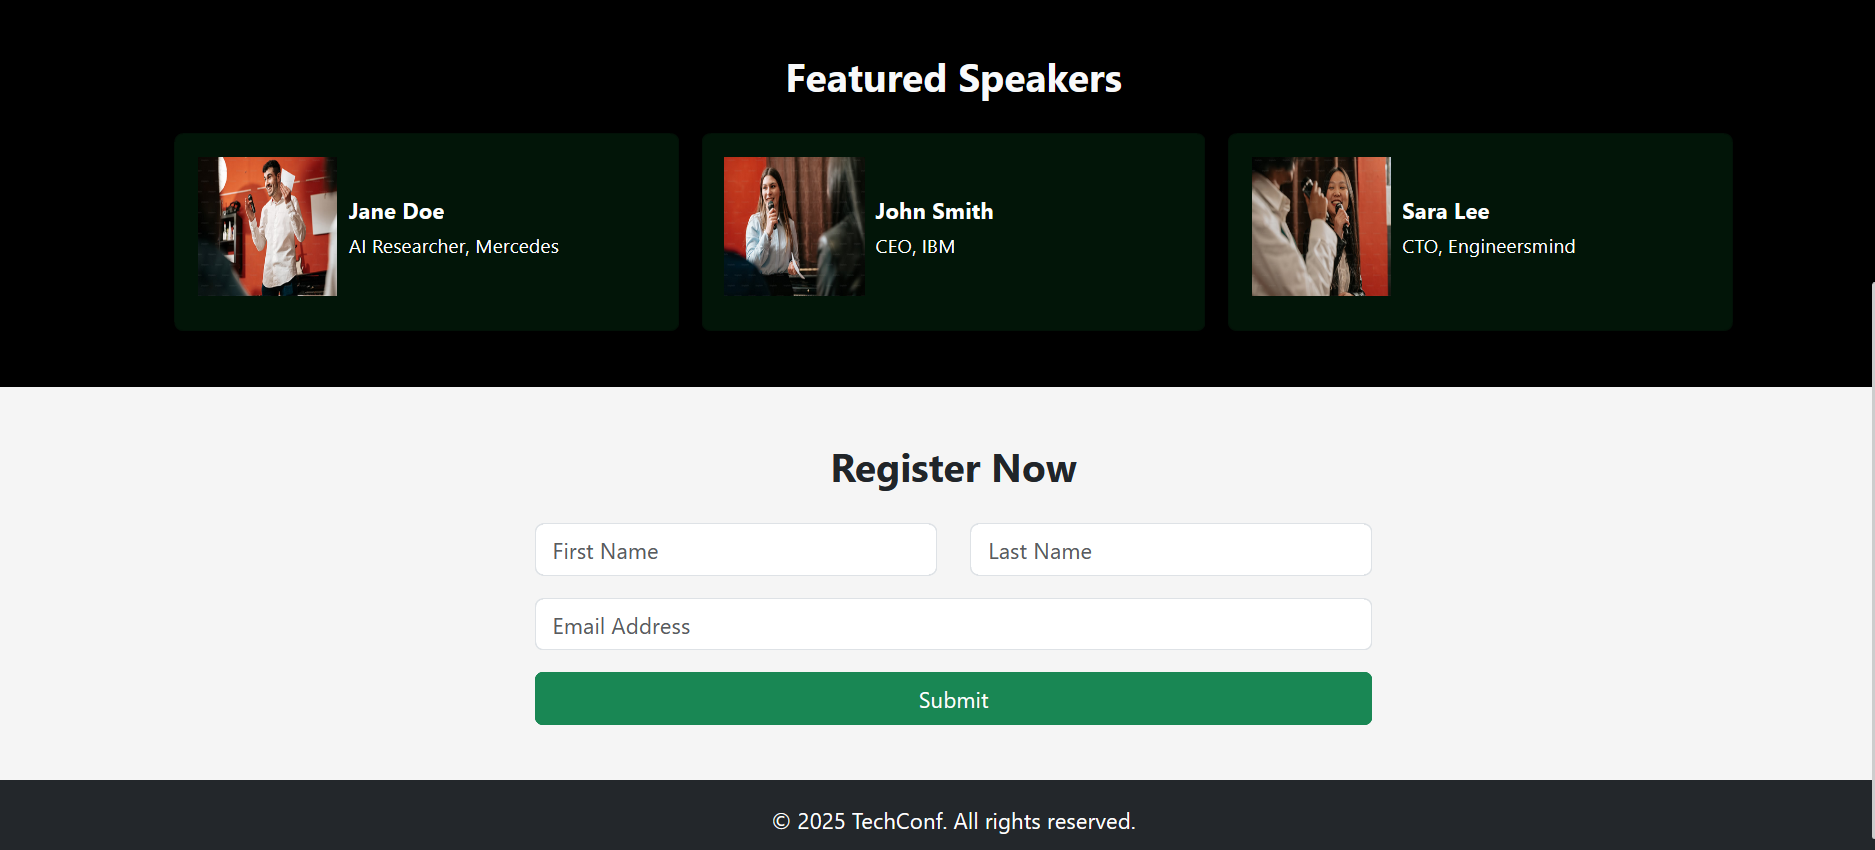 Featured Speakers
Jane Doe
AI Researcher, Mercedes
John Smith
CEO, IBM
Sara Lee
CTO, Engineersmind
Register Now
First Name
Last Name
Email Address
Submit
© 2025 TechConf. All rights reserved.